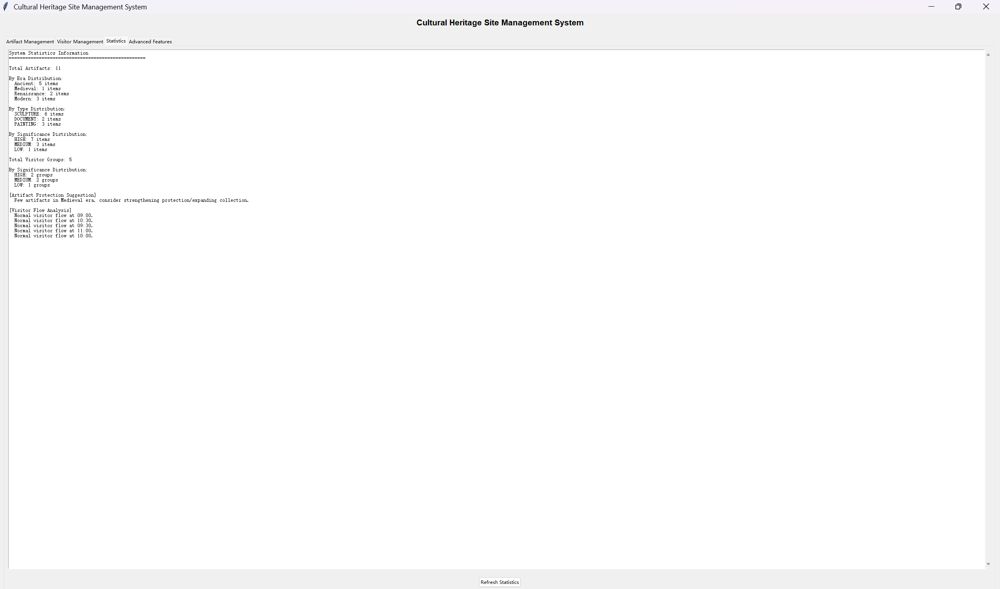 Cultural Heritage Site Management System
Cultural Heritage Site Management System
Artifact Management Visitor Management Statistics Advanced Features
System Statistics Information
==================================================
Total Artifacts: 11
By Era Distribution:
Ancient: 5 items
Medieval: 1 items
Renaissance: 2 items
Modern: 3 items
By Type Distribution:
SCULPTURE: 6 items
DOCUMENT: 2 items
PAINTING: 3 items
By Significance Distribution:
HIGH: 7 items
MEDIUM: 3 items
LOW: 1 items
Total Visitor Groups: 5
By Significance Distribution:
HIGH: 2 groups
MEDIUM: 2 groups
LOW: 1 groups
[Artifact Protection Suggestion]
Few artifacts in Medieval era, consider strengthening protection/expanding collection.
[Visitor Flow Analysis]
Normal visitor flow at 09:00.
Normal visitor flow at 10:30.
Normal visitor flow at 09:30.
Normal visitor flow at 11:00.
Normal visitor flow at 10:00.
Refresh Statistics